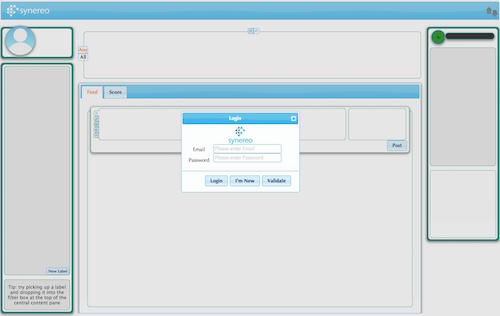 synereo
Any
All
Feed
Score
Login
synereo
Email
Please enter Email
Password
Please enter Password
Login
I'm New
Validate
Post
New Label
Tip: try picking up a label
and dropping it into the
filter box at the top of the
central content pane